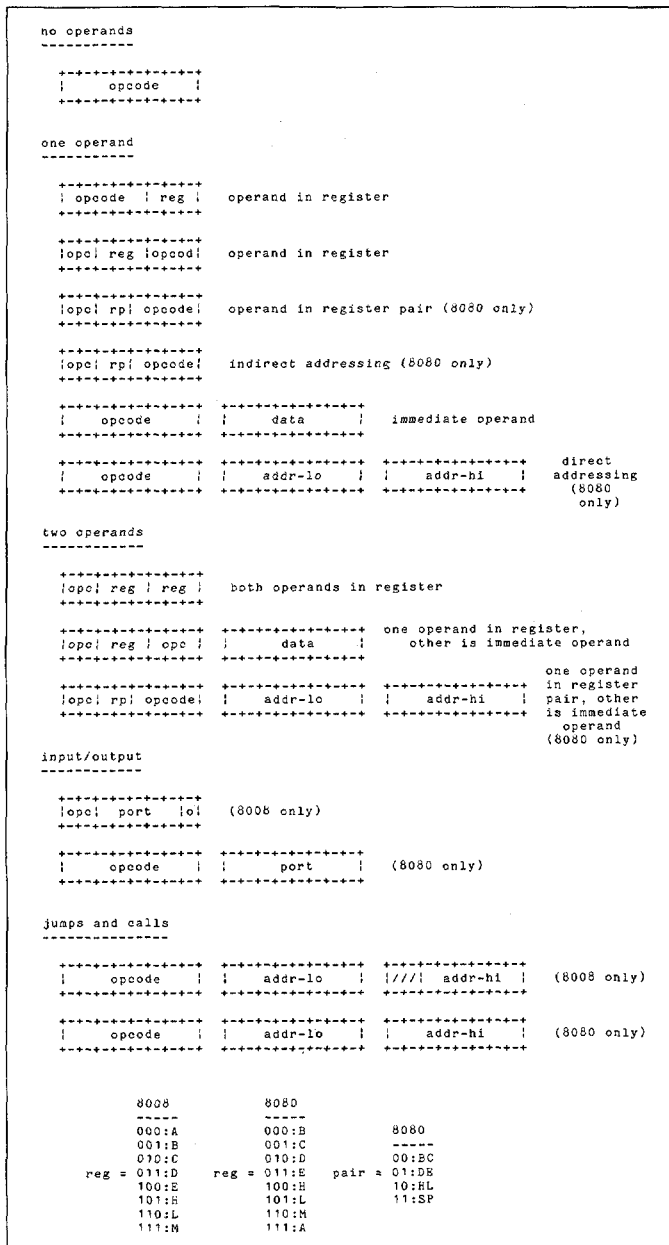 no operands
-----------
+-+-+-+-+-+-+-+-+
|     opcode     |
+-+-+-+-+-+-+-+-+
one operand
-----------
+-+-+-+-+-+-+-+-+
| opcode  | reg |   operand in register
+-+-+-+-+-+-+-+-+
+-+-+-+-+-+-+-+-+
|opc| reg |opcod|   operand in register
+-+-+-+-+-+-+-+-+
+-+-+-+-+-+-+-+-+
|opc| rp| opcode|   operand in register pair (8080 only)
+-+-+-+-+-+-+-+-+
+-+-+-+-+-+-+-+-+
|opc| rp| opcode|   indirect addressing (8080 only)
+-+-+-+-+-+-+-+-+
+-+-+-+-+-+-+-+-+  +-+-+-+-+-+-+-+-+
|    opcode     |  |     data      |   immediate operand
+-+-+-+-+-+-+-+-+  +-+-+-+-+-+-+-+-+
+-+-+-+-+-+-+-+-+  +-+-+-+-+-+-+-+-+  +-+-+-+-+-+-+-+-+   direct
|    opcode     |  |    addr-lo    |  |    addr-hi    |   addressing
+-+-+-+-+-+-+-+-+  +-+-+-+-+-+-+-+-+  +-+-+-+-+-+-+-+-+   (8080
only)
two operands
------------
+-+-+-+-+-+-+-+-+
|opc| reg | reg |   both operands in register
+-+-+-+-+-+-+-+-+
+-+-+-+-+-+-+-+-+  +-+-+-+-+-+-+-+-+  one operand in register,
|opc| reg | opc |  |     data      |  other is immediate operand
+-+-+-+-+-+-+-+-+  +-+-+-+-+-+-+-+-+
one operand
+-+-+-+-+-+-+-+-+  +-+-+-+-+-+-+-+-+  +-+-+-+-+-+-+-+-+  in register
|opc| rp| opcode|  |    addr-lo    |  |    addr-hi    |  pair, other
+-+-+-+-+-+-+-+-+  +-+-+-+-+-+-+-+-+  +-+-+-+-+-+-+-+-+  is immediate
operand
(8080 only)
input/output
------------
+-+-+-+-+-+-+-+-+
|opc|  port   |o|   (8008 only)
+-+-+-+-+-+-+-+-+
+-+-+-+-+-+-+-+-+  +-+-+-+-+-+-+-+-+
|    opcode     |  |     port      |   (8080 only)
+-+-+-+-+-+-+-+-+  +-+-+-+-+-+-+-+-+
jumps and calls
---------------
+-+-+-+-+-+-+-+-+  +-+-+-+-+-+-+-+-+  +-+-+-+-+-+-+-+-+
|    opcode     |  |    addr-lo    |  |///|  addr-hi  |   (8008 only)
+-+-+-+-+-+-+-+-+  +-+-+-+-+-+-+-+-+  +-+-+-+-+-+-+-+-+
+-+-+-+-+-+-+-+-+  +-+-+-+-+-+-+-+-+  +-+-+-+-+-+-+-+-+
|    opcode     |  |    addr-lo    |  |    addr-hi    |   (8080 only)
+-+-+-+-+-+-+-+-+  +-+-+-+-+-+-+-+-+  +-+-+-+-+-+-+-+-+
8008   8080
-----   -----
000:A   000:B   8080
001:B   001:C   -----
010:C   010:D   00:BC
reg = 011:D   reg = 011:E   pair = 01:DE
100:E   100:H   10:HL
101:H   101:L   11:SP
110:L   110:M
111:M   111:A